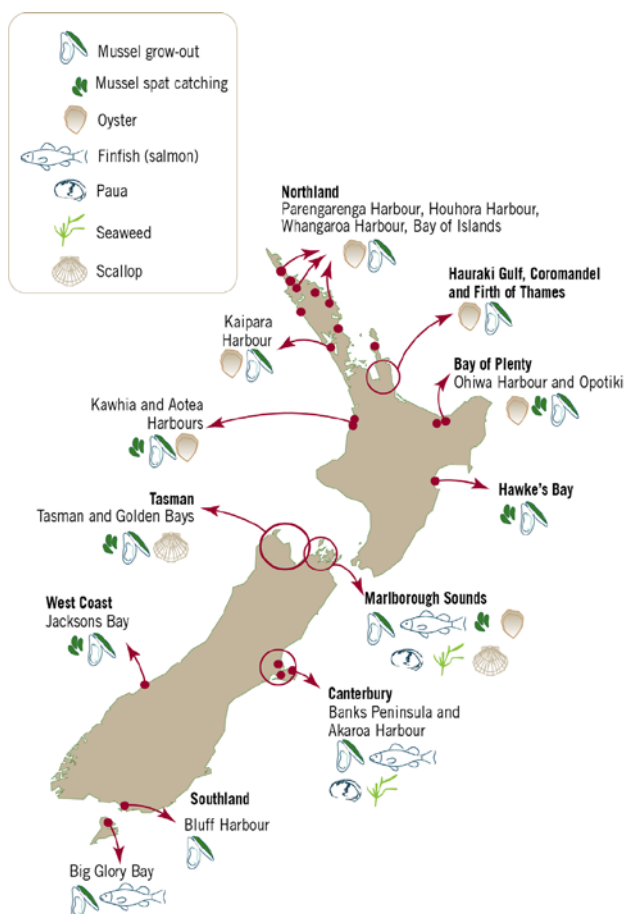 Mussel grow-out
Mussel spat catching
Oyster
Finfish (salmon)
Paua
Seaweed
Scallop
Northland
Parengarenga Harbour, Houhora Harbour,
Whangaroa Harbour, Bay of Islands
Hauraki Gulf, Coromandel
and Firth of Thames
Kaipara
Harbour
Bay of Plenty
Ohiwa Harbour and Opotiki
Kawhia and Aotea
Harbours
Hawke's Bay
Tasman
Tasman and Golden Bays
Marlborough Sounds
West Coast
Jacksons Bay
Canterbury
Banks Peninsula and
Akaroa Harbour
Southland
Bluff Harbour
Big Glory Bay